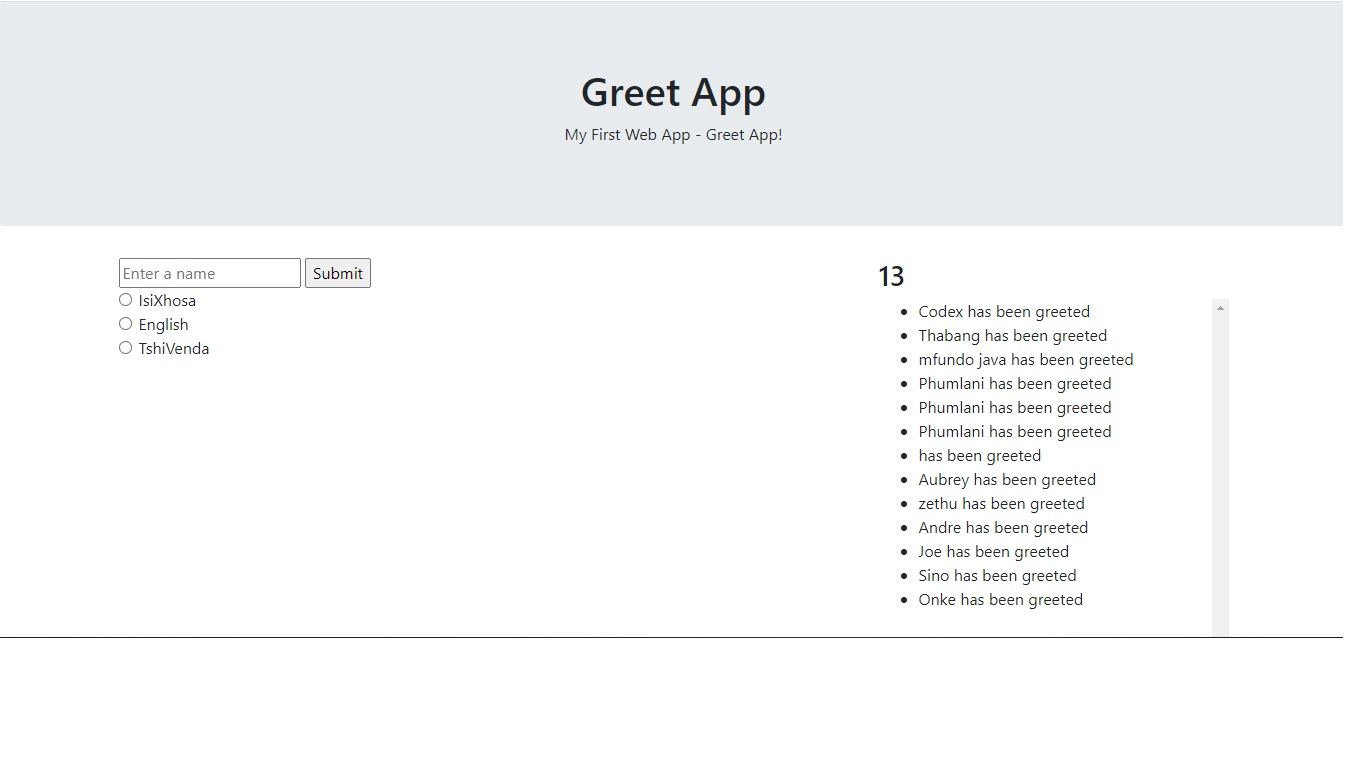 Greet App
My First Web App - Greet App!
Enter a name
Submit
IsiXhosa
English
TshiVenda
13
Codex has been greeted
Thabang has been greeted
mfundo java has been greeted
Phumlani has been greeted
Phumlani has been greeted
Phumlani has been greeted
has been greeted
Aubrey has been greeted
zethu has been greeted
Andre has been greeted
Joe has been greeted
Sino has been greeted
Onke has been greeted